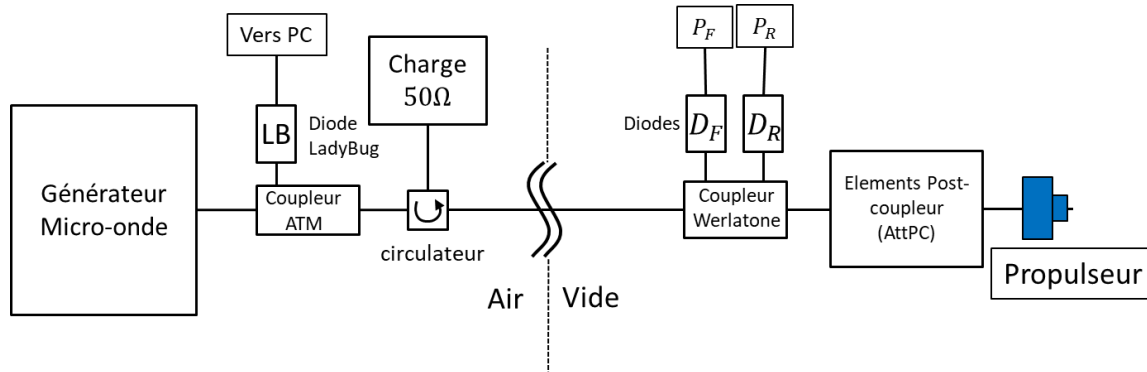 Vers PC
P_F
P_R
Charge
50Ω
LB
Diode
LadyBug
Diodes
D_F
D_R
Générateur
Micro-onde
Coupleur
ATM
circulateur
Coupleur
Werlatone
Elements Post-
coupleur
(AttPC)
Propulseur
Air
Vide